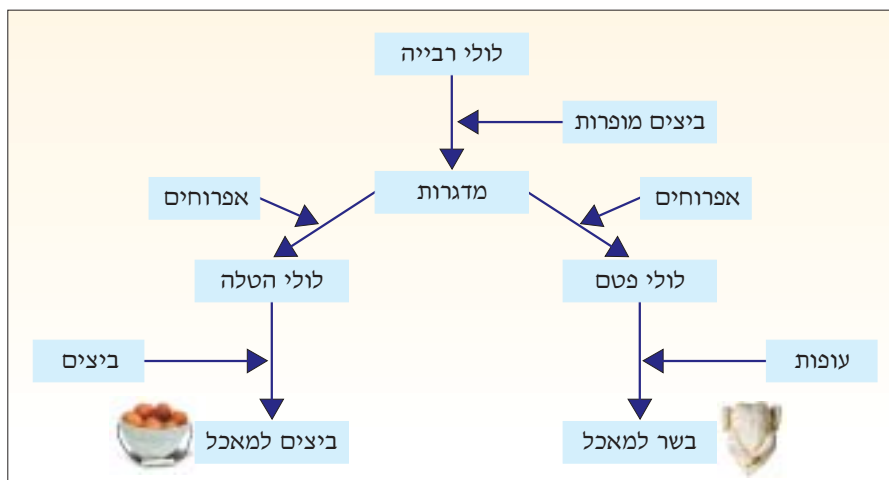 לולי רבייה
ביצים מופרות
אפרוחים
מדגרות
אפרוחים
לולי פטם
לולי הטלה
עופות
ביצים
בשר למאכל
ביצים למאכל